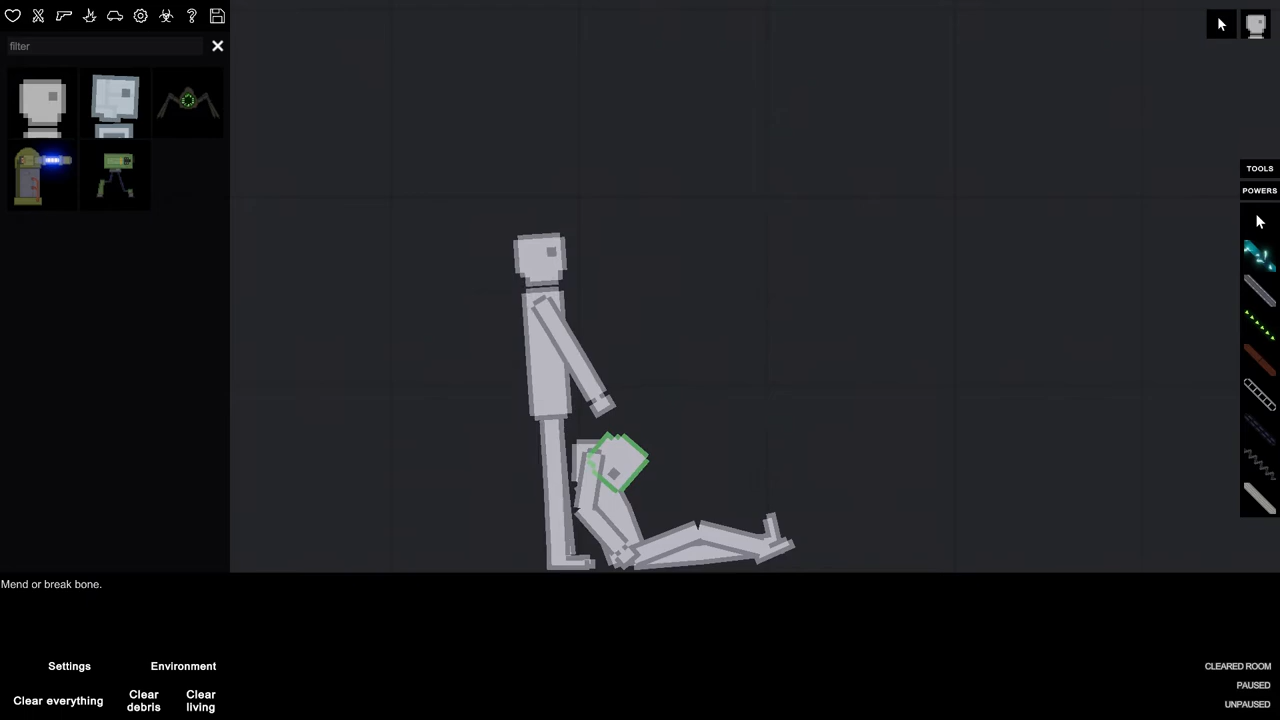 filter
TOOLS
POWERS
Mend or break bone.
Settings
Environment
Clear everything
Clear
debris
Clear
living
CLEARED ROOM
PAUSED
UNPAUSED